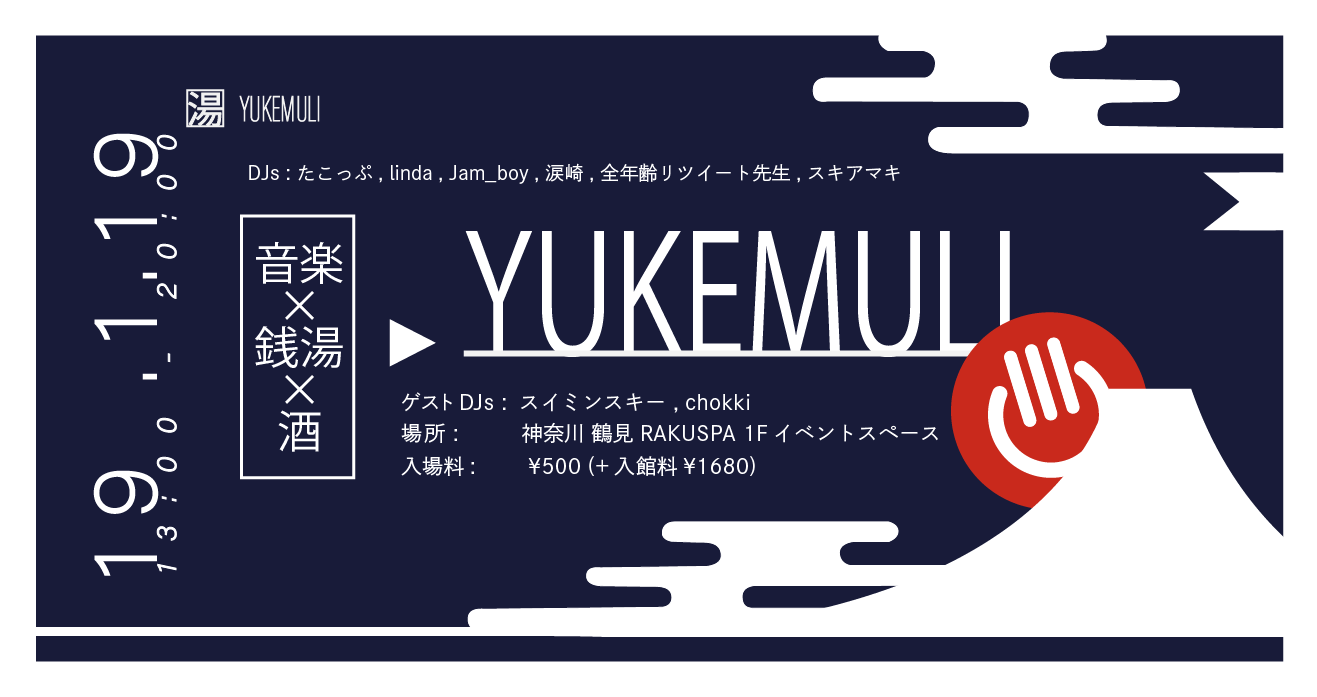 湯 YUKEMULI
19.1.19
13:00 - 20:00
DJs : たこっぷ , linda , Jam_boy , 涙崎 , 全年齢リツイート先生 , スキアマキ
音楽
×
銭湯
×
酒
YUKEMULI
ゲスト DJs : スイミンスキー , chokki
場所 : 神奈川 鶴見 RAKUSPA 1F イベントスペース
入場料 : ¥500 (+ 入館料 ¥1680)